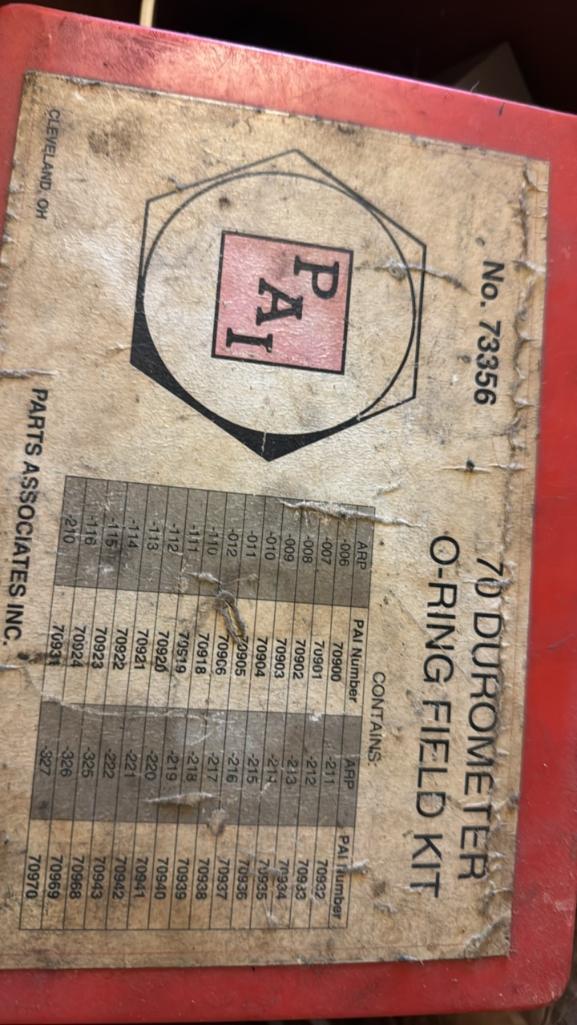 No. 73356
70 DUROMETER
O-RING FIELD KIT
PAI
CONTAINS:
ARP PAI Number ARP PAI Number
-006 70900 -211 70932
-007 70901 -212 70933
-008 70902 -213 70934
-009 70903 -214 70935
-010 70904 -215 70936
-011 70905 -216 70937
-012 70906 -217 70938
-110 70918 -218 70939
-111 70519 -219 70940
-112 70920 -220 70941
-113 70921 -221 70942
-114 70922 -222 70943
-115 70923 -325 70968
-116 70924 -326 70969
-210 70931 -327 70970
CLEVELAND, OH
PARTS ASSOCIATES INC.